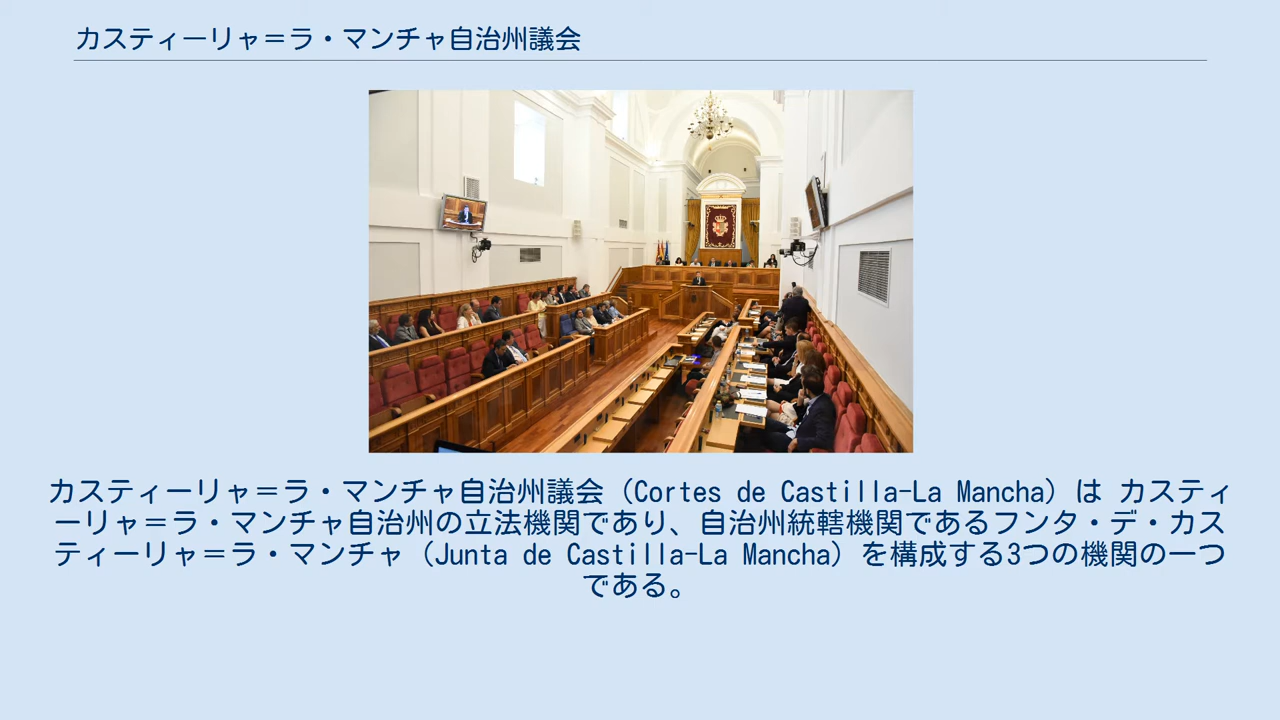 カスティーリャ＝ラ・マンチャ自治州議会
カスティーリャ＝ラ・マンチャ自治州議会（Cortes de Castilla-La Mancha）は カスティ
ーリャ＝ラ・マンチャ自治州の立法機関であり、自治州統轄機関であるフンタ・デ・カス
ティーリャ＝ラ・マンチャ（Junta de Castilla-La Mancha）を構成する3つの機関の一つ
である。